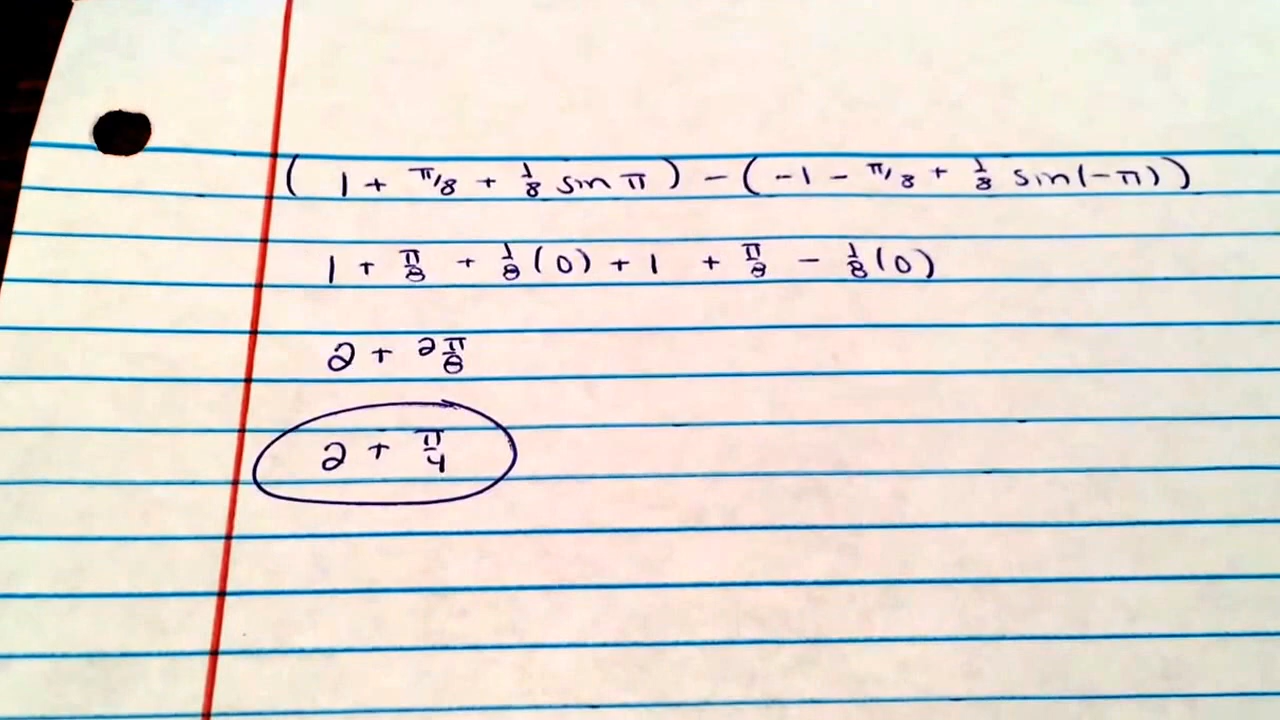 ( 1 + π/8 + 1/8 sin π ) - ( -1 - π/8 + 1/8 sin(-π) )
1 + π/8 + 1/8 (0) + 1 + π/8 - 1/8 (0)
2 + 2 π/8
2 + π/4